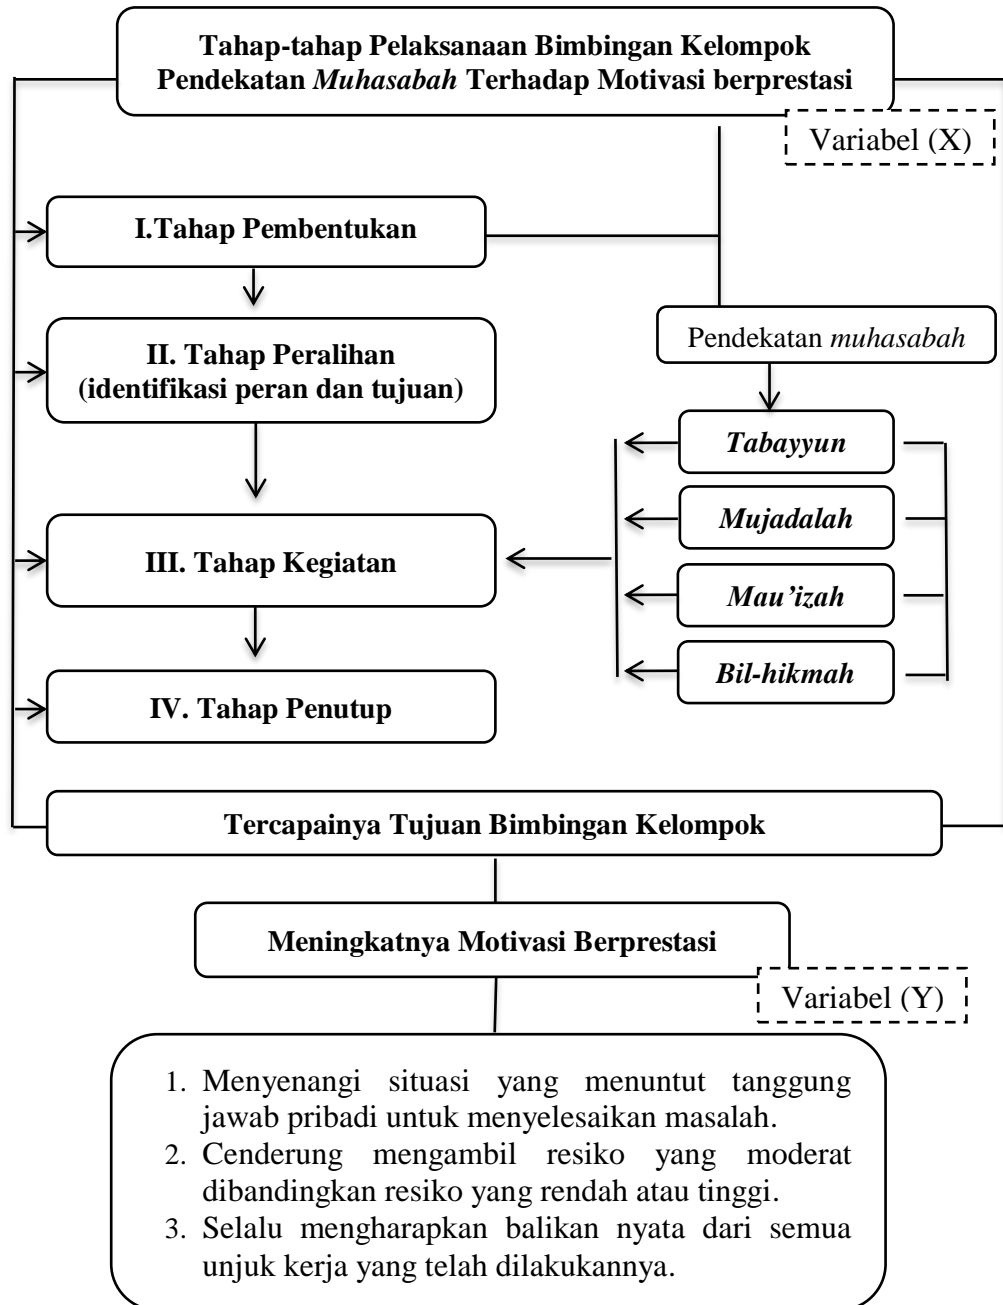 Tahap-tahap Pelaksanaan Bimbingan Kelompok
Pendekatan Muhasabah Terhadap Motivasi berprestasi
Variabel (X)
I.Tahap Pembentukan
II. Tahap Peralihan
(identifikasi peran dan tujuan)
Pendekatan muhasabah
Tabayyun
Mujadalah
III. Tahap Kegiatan
Mau’izah
Bil-hikmah
IV. Tahap Penutup
Tercapainya Tujuan Bimbingan Kelompok
Meningkatnya Motivasi Berprestasi
Variabel (Y)
1. Menyenangi situasi yang menuntut tanggung
jawab pribadi untuk menyelesaikan masalah.
2. Cenderung mengambil resiko yang moderat
dibandingkan resiko yang rendah atau tinggi.
3. Selalu mengharapkan balikan nyata dari semua
unjuk kerja yang telah dilakukannya.